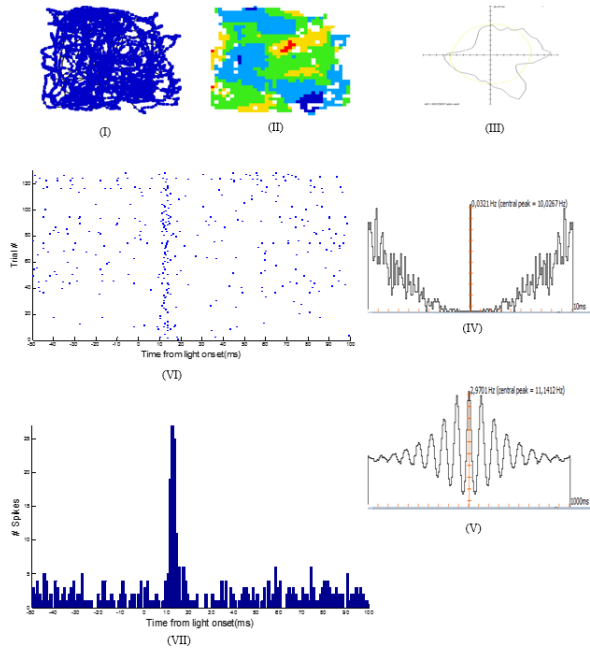 (I)
(II)
(III)
Trial #
120
100
80
60
40
20
0
-50 -40 -30 -20 -10 0 10 20 30 40 50 60 70 80 90 100
Time from light onset(ms)
(VI)
0,0321 Hz (central peak = 10,0267 Hz)
10ms
(IV)
2,9701 Hz (central peak = 11,1412 Hz)
1000ms
(V)
# Spikes
25
20
15
10
5
0
-50 -40 -30 -20 -10 0 10 20 30 40 50 60 70 80 90 100
Time from light onset(ms)
(VII)